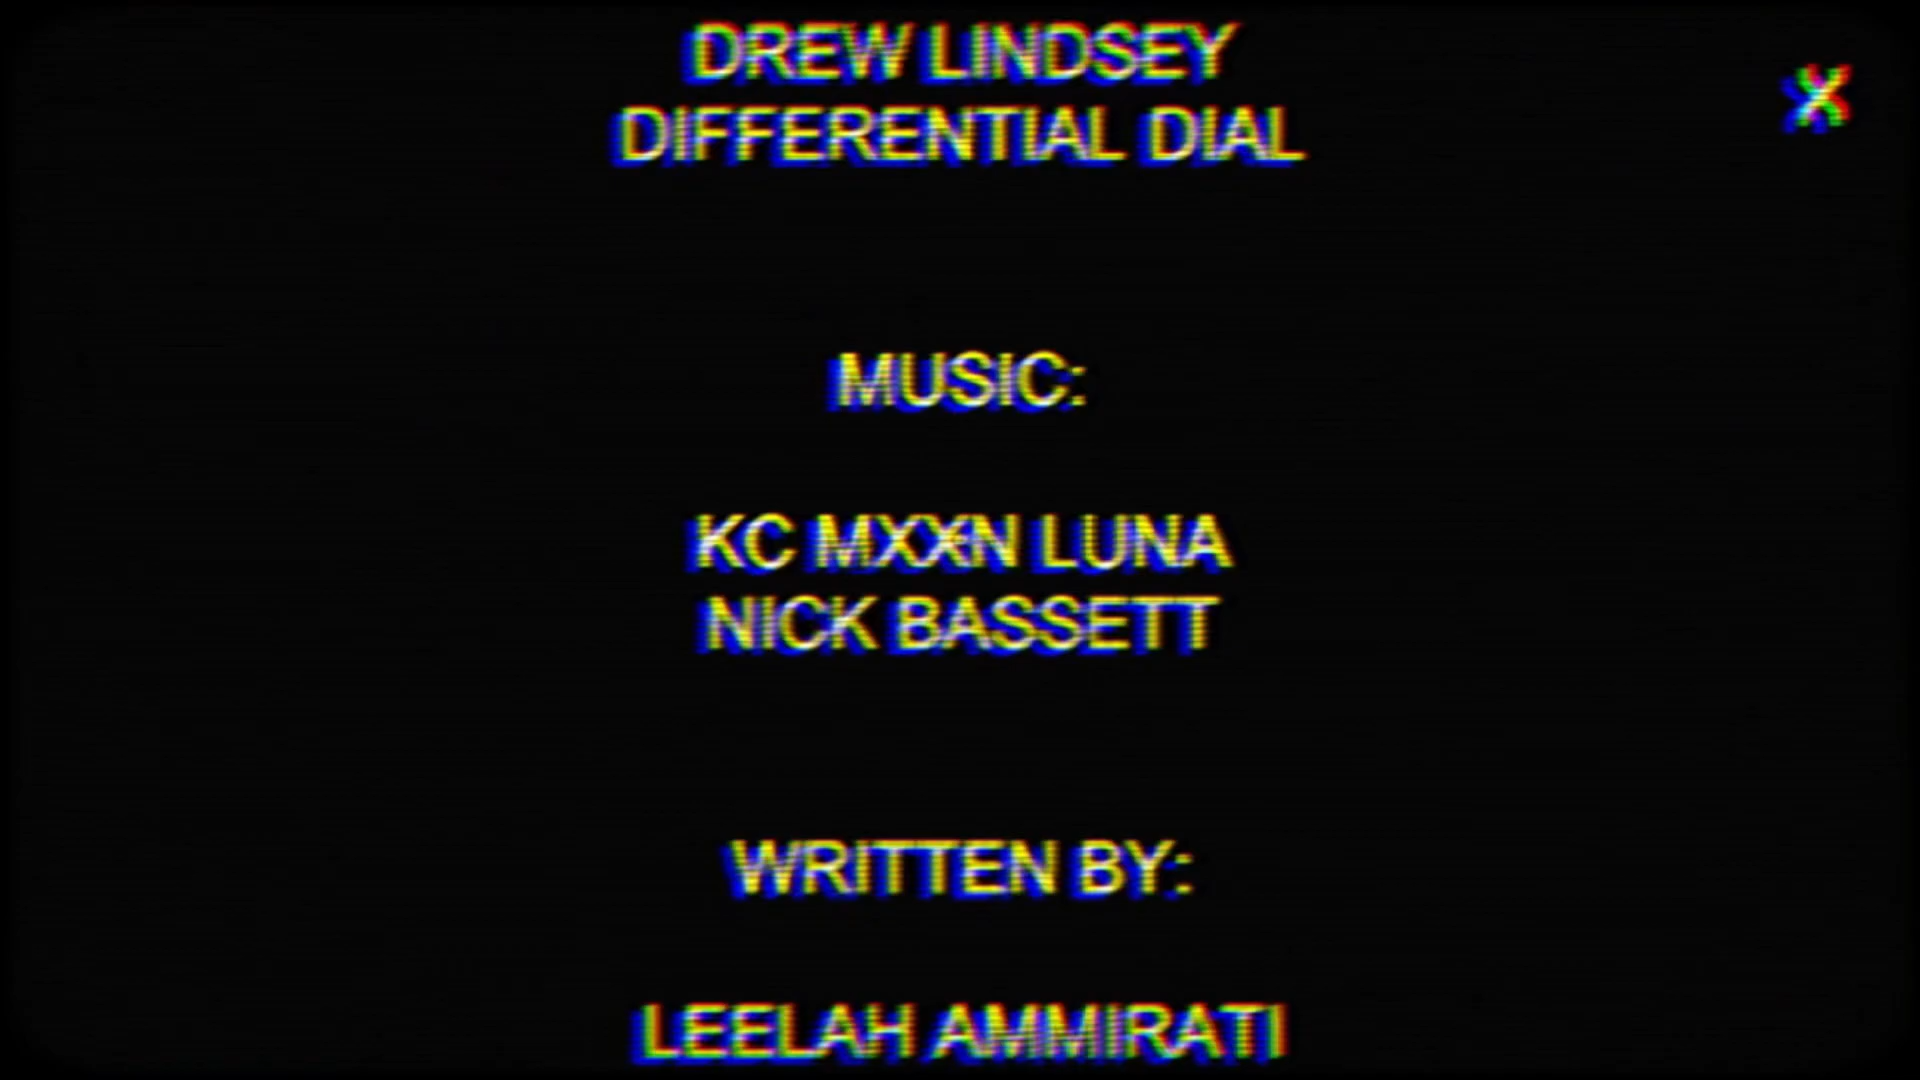 DREW LINDSEY
X
DIFFERENTIAL DIAL
MUSIC:
KC MXXN LUNA
NICK BASSETT
WRITTEN BY:
LEELAH AMMIRATI